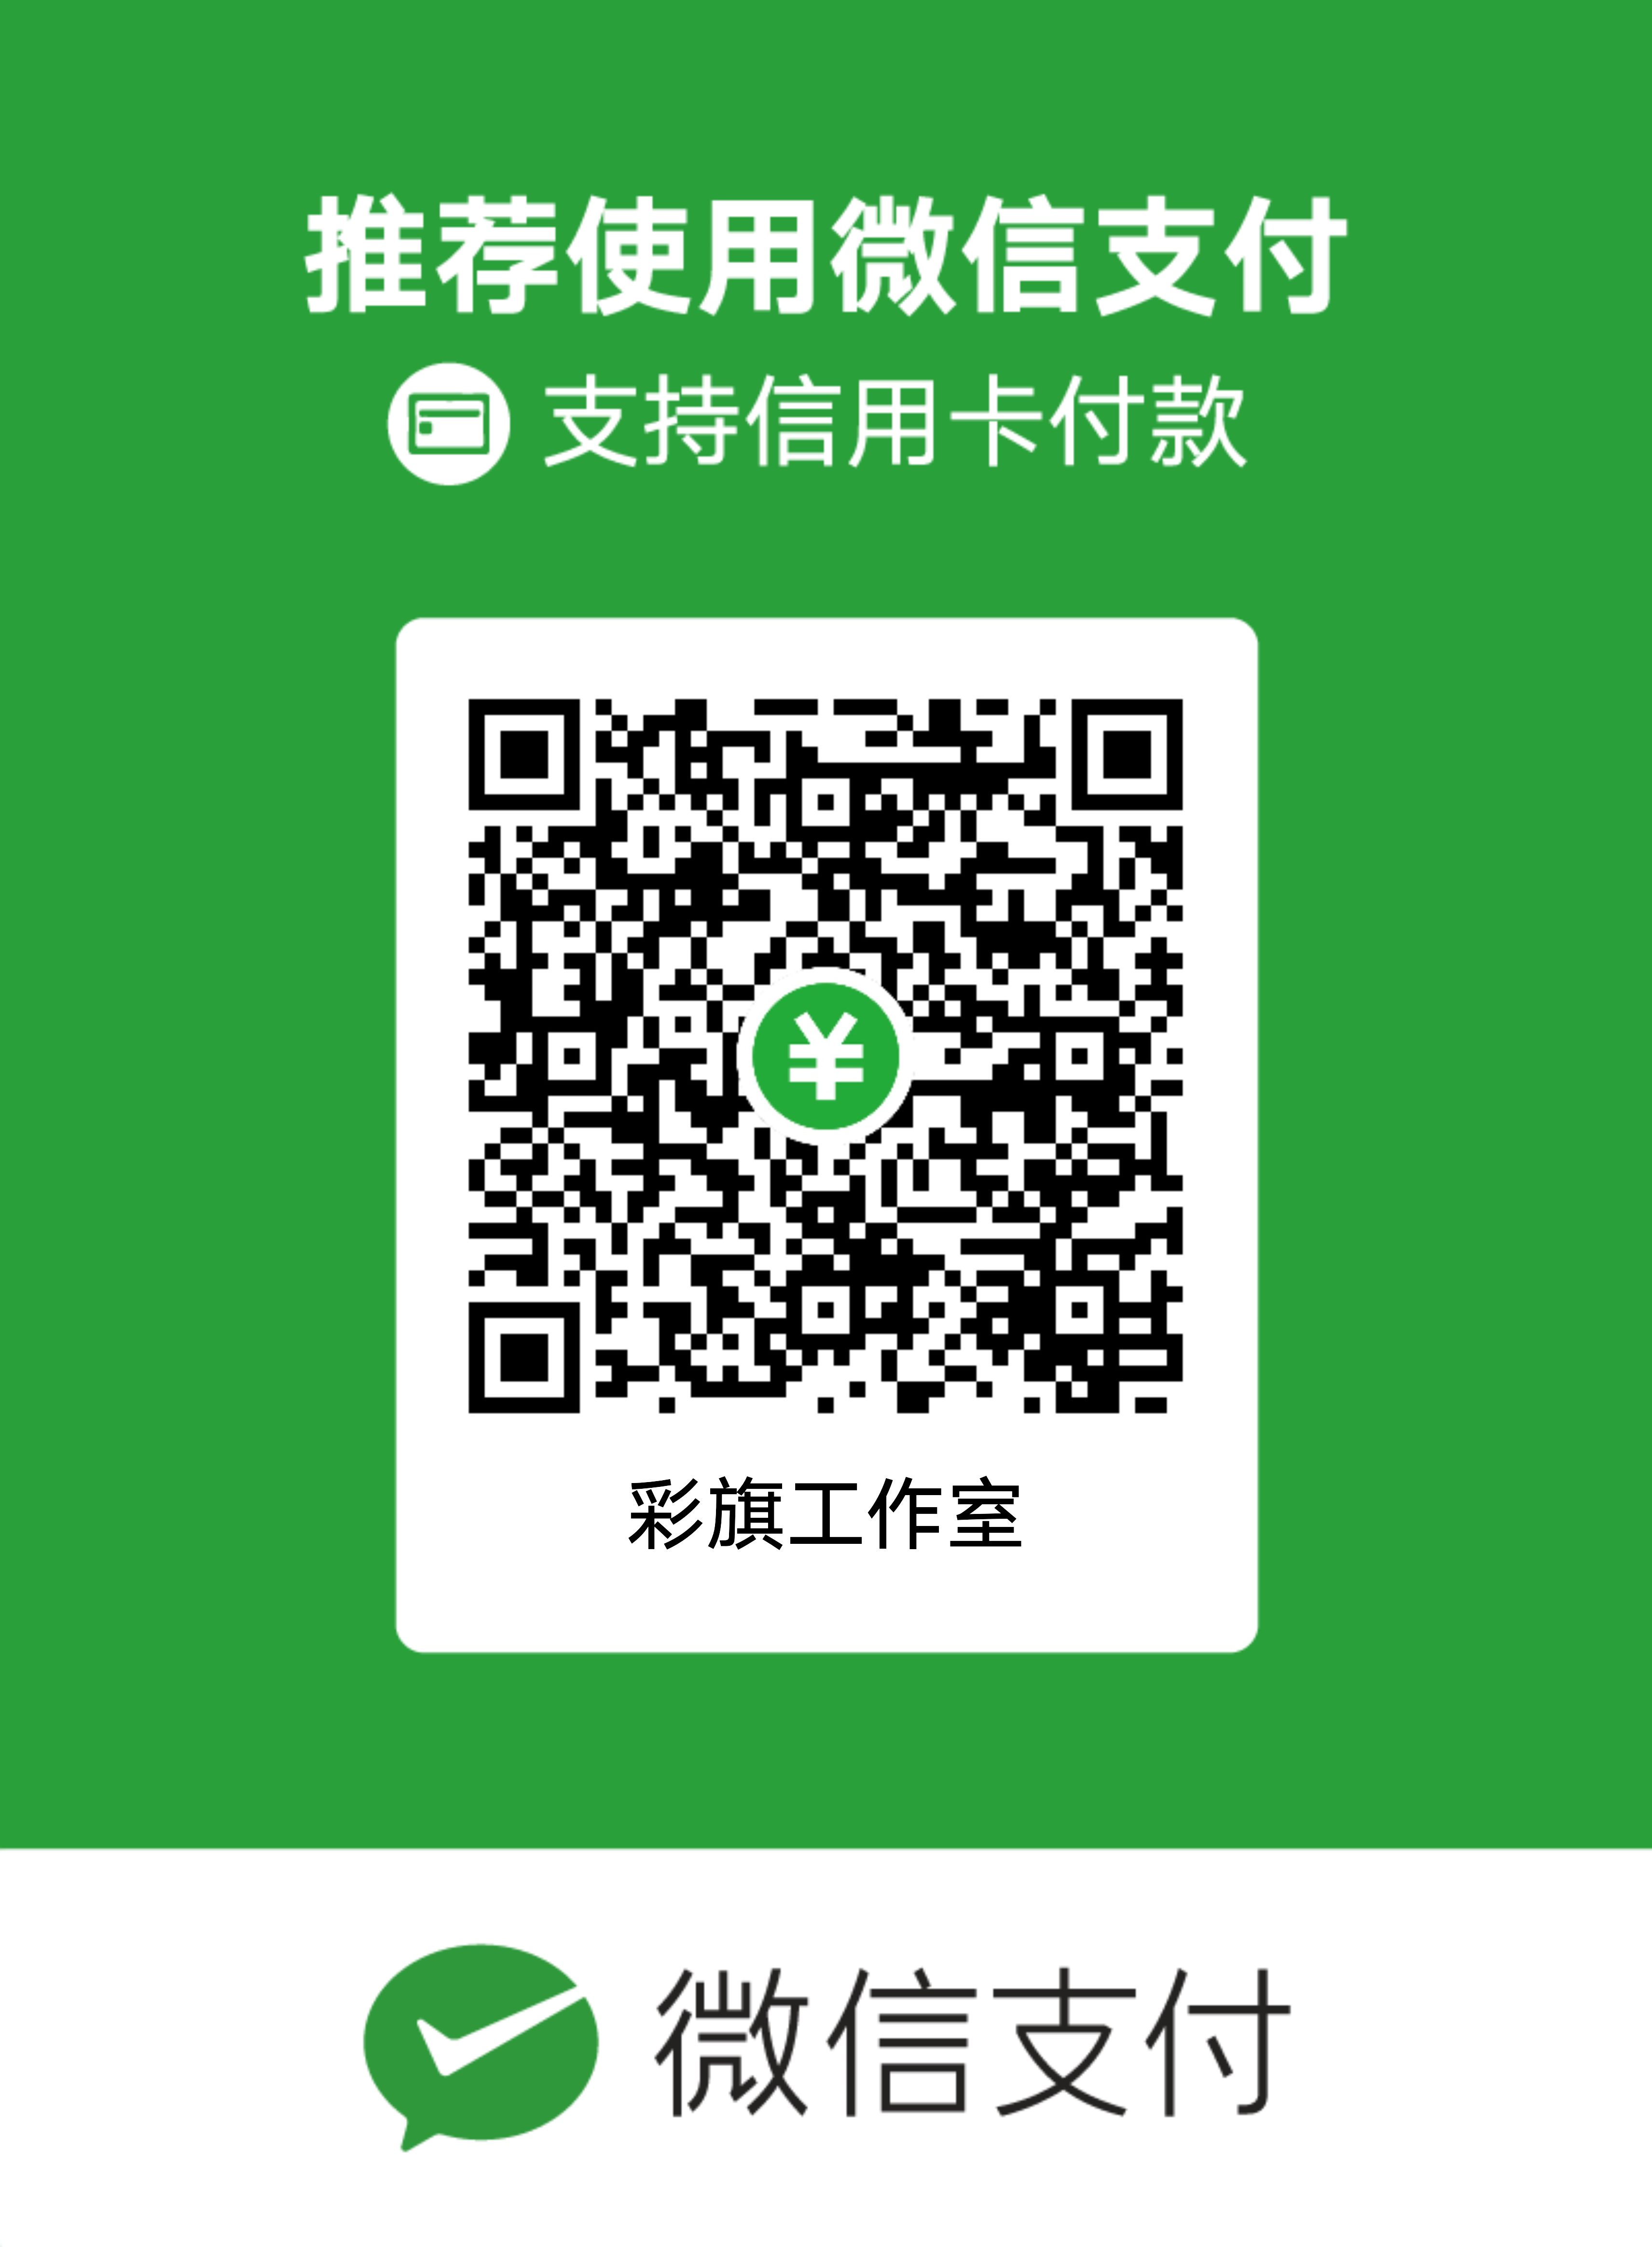 推荐使用微信支付
支持信用卡付款
¥
彩旗工作室
微信支付